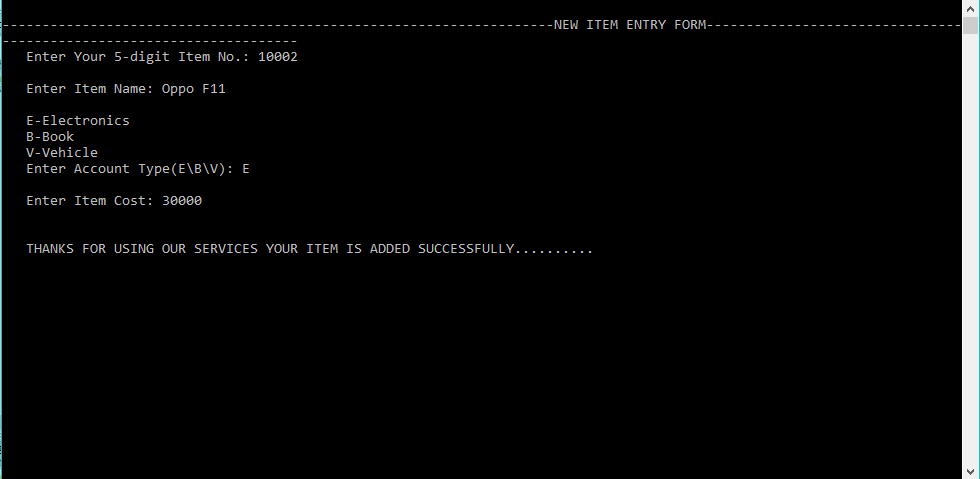 ---------------------------------------------------------------------NEW ITEM ENTRY FORM--------------------------------
-------------------------------------
Enter Your 5-digit Item No.: 10002
Enter Item Name: Oppo F11
E-Electronics
B-Book
V-Vehicle
Enter Account Type(E\B\V): E
Enter Item Cost: 30000
THANKS FOR USING OUR SERVICES YOUR ITEM IS ADDED SUCCESSFULLY..........